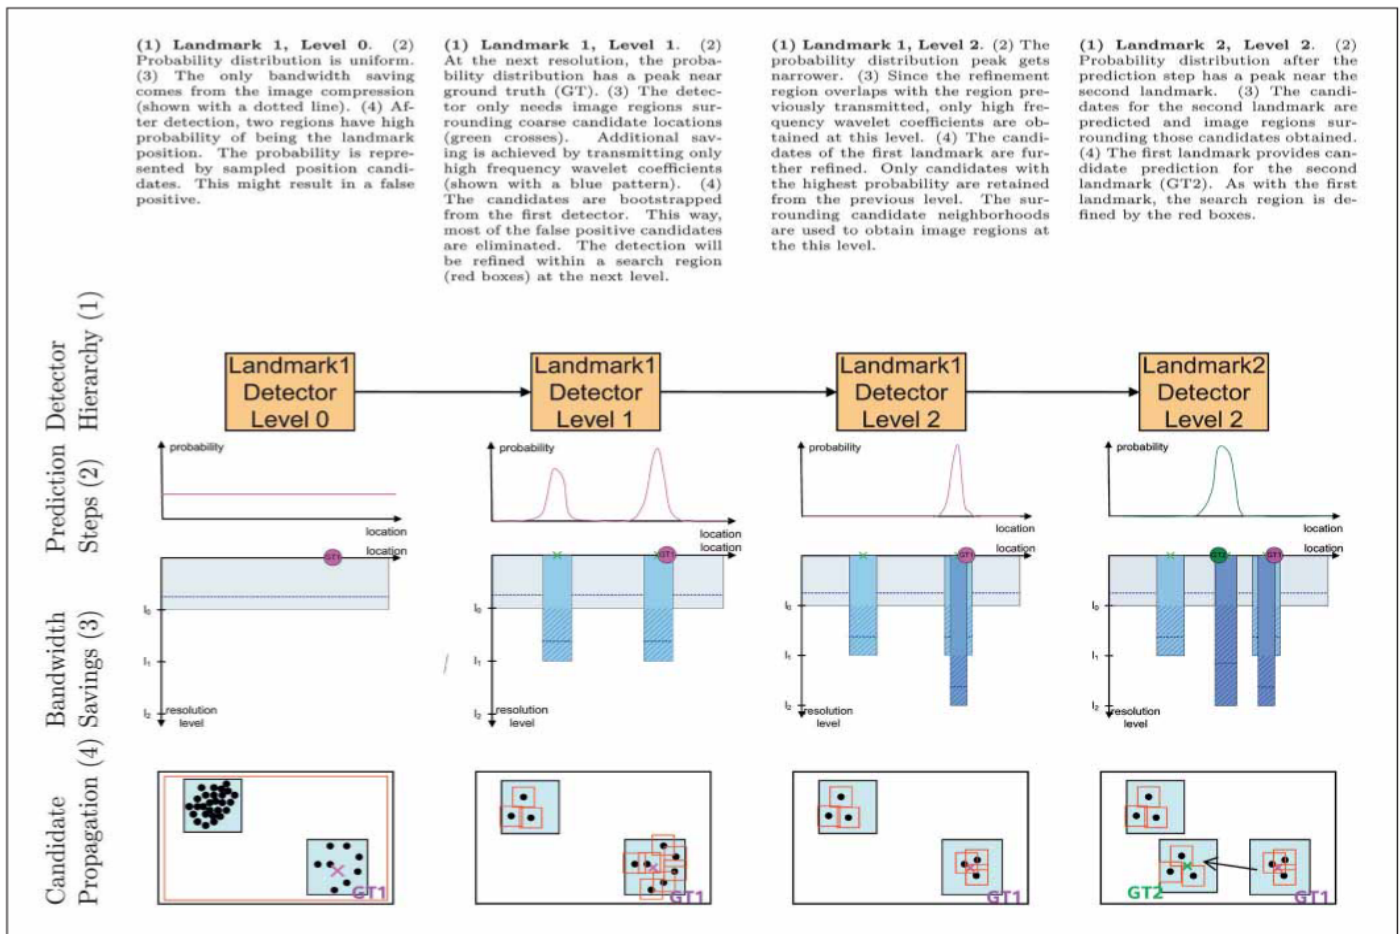 (1) Landmark 1, Level 0. (2)
Probability distribution is uniform.
(3) The only bandwidth saving
comes from the image compression
(shown with a dotted line). (4) Af-
ter detection, two regions have high
probability of being the landmark
position. The probability is repre-
sented by sampled position candi-
dates. This might result in a false
positive.
(1) Landmark 1, Level 1. (2)
At the next resolution, the proba-
bility distribution has a peak near
ground truth (GT). (3) The detec-
tor only needs image regions sur-
rounding coarse candidate locations
(green crosses). Additional sav-
ing is achieved by transmitting only
high frequency wavelet coefficients
(shown with a blue pattern). (4)
The candidates are bootstrapped
from the first detector. This way,
most of the false positive candidates
are eliminated. The detection will
be refined within a search region
(red boxes) at the next level.
(1) Landmark 1, Level 2. (2) The
probability distribution peak gets
narrower. (3) Since the refinement
region overlaps with the region pre-
viously transmitted, only high fre-
quency wavelet coefficients are ob-
tained at this level. (4) The candi-
dates of the first landmark are fur-
ther refined. Only candidates with
the highest probability are retained
from the previous level. The sur-
rounding candidate neighborhoods
are used to obtain image regions at
the this level.
(1) Landmark 2, Level 2. (2)
Probability distribution after the
prediction step has a peak near the
second landmark. (3) The candi-
dates for the second landmark are
predicted and image regions sur-
rounding those candidates obtained.
(4) The first landmark provides can-
didate prediction for the second
landmark (GT2). As with the first
landmark, the search region is de-
fined by the red boxes.
Detector
Hierarchy (1)
Landmark1
Detector
Level 0
Landmark1
Detector
Level 1
Landmark1
Detector
Level 2
Landmark2
Detector
Level 2
Prediction
Steps (2)
probability
location
probability
location
probability
location
probability
location
Bandwidth
Savings (3)
GT1
location
I0
I1
I2
resolution
level
GT1
location
I0
I1
I2
resolution
level
GT1
location
I0
I1
I2
resolution
level
GT2
GT1
location
I0
I1
I2
resolution
level
Candidate
Propagation (4)
GT1
GT1
GT1
GT2
GT1